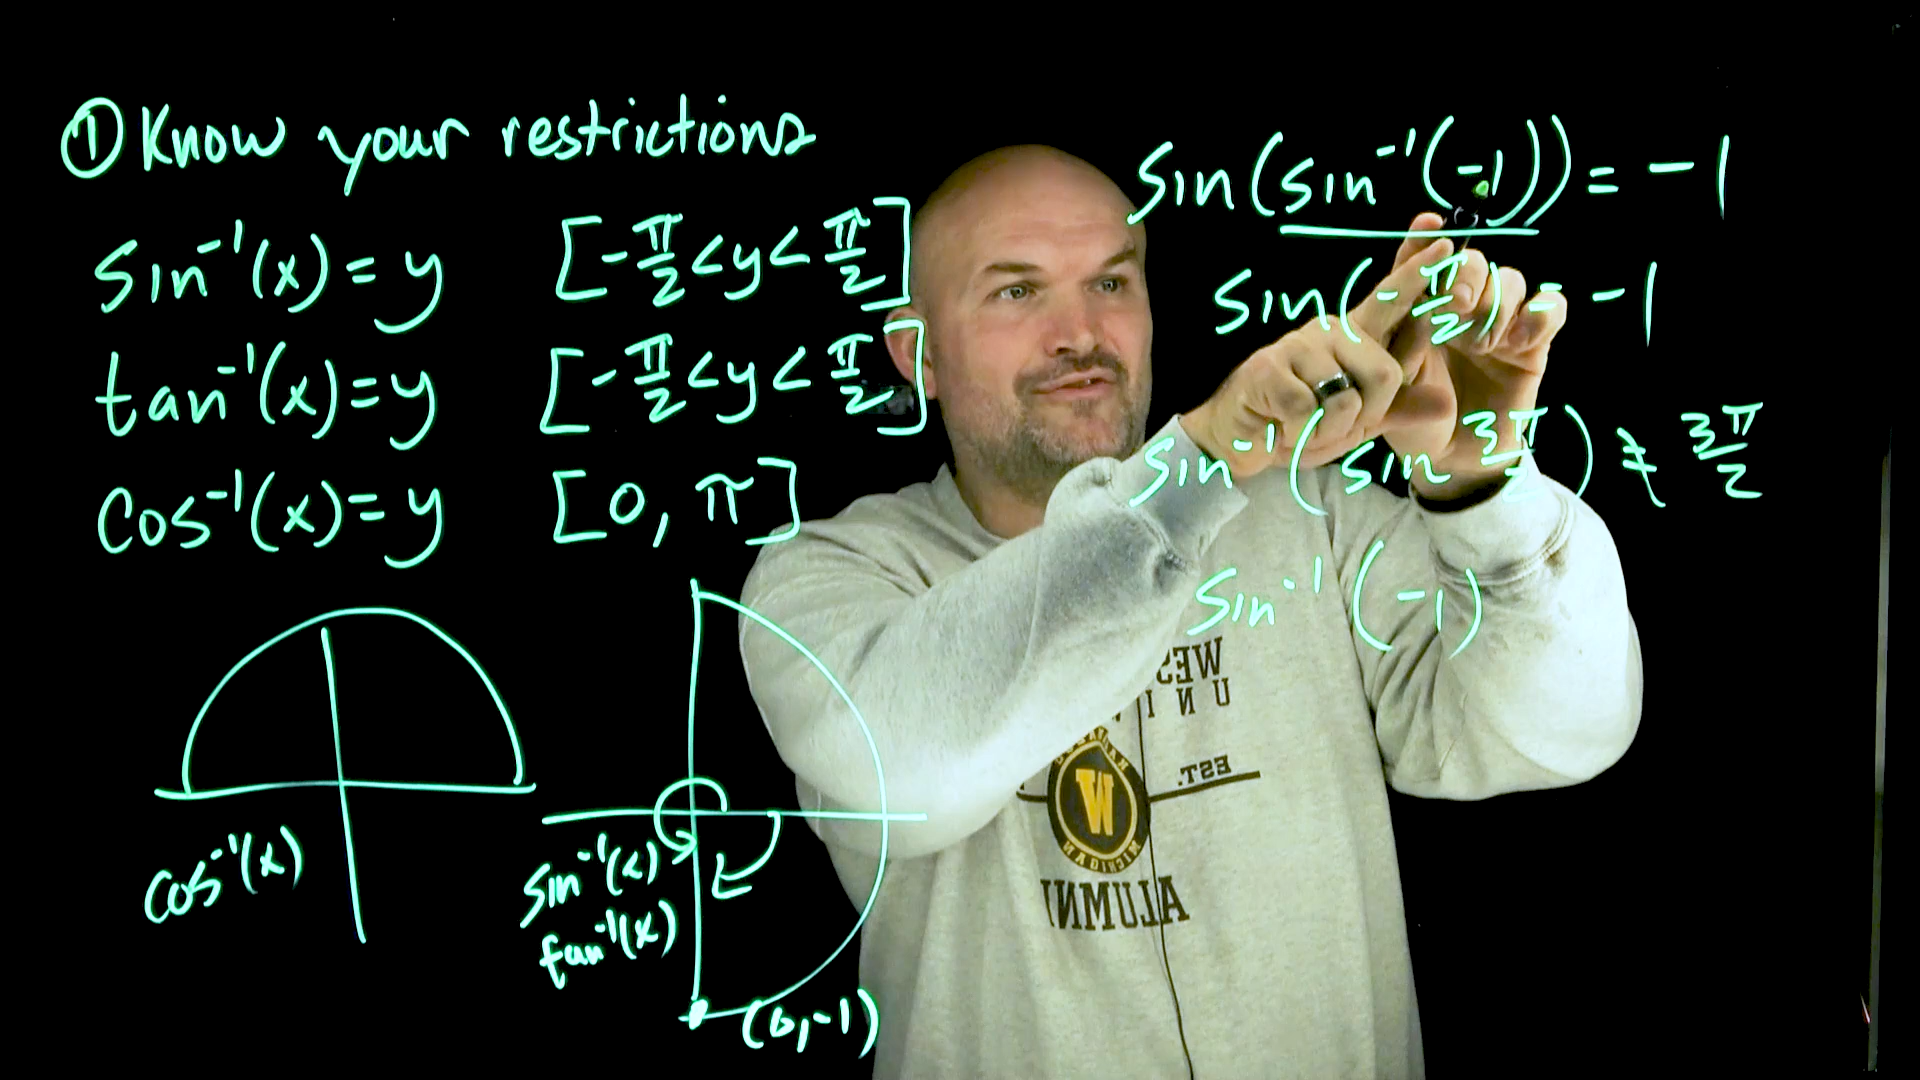 ① Know your restrictions
sin⁻¹(x) = y [-π/2 < y < π/2]
tan⁻¹(x) = y [-π/2 < y < π/2]
cos⁻¹(x) = y [0, π]
cos⁻¹(x)
sin⁻¹(x)
tan⁻¹(x)
(0,-1)
sin(sin⁻¹(-1)) = -1
sin(-π/2) = -1
sin⁻¹(sin 3π/2) ≠ 3π/2
sin⁻¹(-1)
WES
UNI
EST.
W
MICHIGAN
ALUMNI